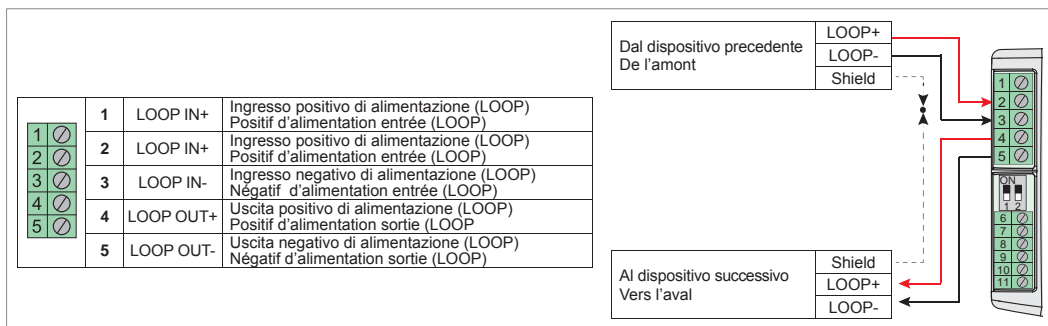 1
2
3
4
5
1 LOOP IN+ Ingresso positivo di alimentazione (LOOP)
Positif d’alimentation entrée (LOOP)
2 LOOP IN+ Ingresso positivo di alimentazione (LOOP)
Positif d’alimentation entrée (LOOP)
3 LOOP IN- Ingresso negativo di alimentazione (LOOP)
Négatif d’alimentation entrée (LOOP)
4 LOOP OUT+ Uscita positivo di alimentazione (LOOP)
Positif d’alimentation sortie (LOOP
5 LOOP OUT- Uscita negativo di alimentazione (LOOP)
Négatif d’alimentation sortie (LOOP)
Dal dispositivo precedente
De l’amont
LOOP+
LOOP-
Shield
Al dispositivo successivo
Vers l’aval
Shield
LOOP+
LOOP-
1
2
3
4
5
ON
1 2
6
7
8
9
10
11